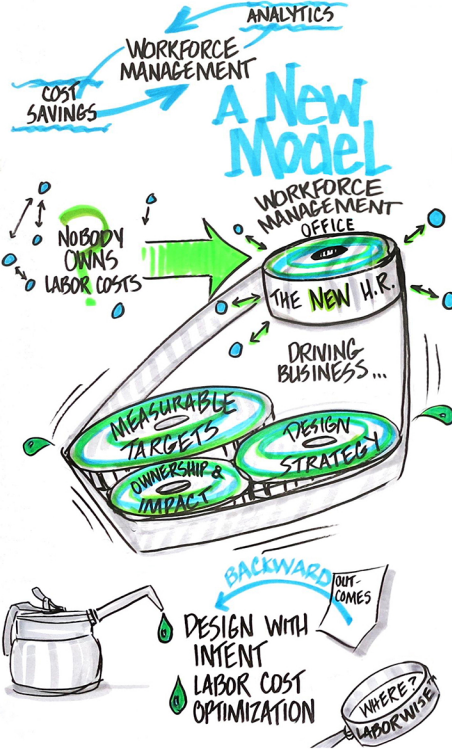 ANALYTICS
WORKFORCE
MANAGEMENT
COST
SAVINGS
A New
Model
WORKFORCE
MANAGEMENT
OFFICE
?
NOBODY
OWNS
LABOR COSTS
THE NEW H.R.
DRIVING
BUSINESS...
MEASURABLE
TARGETS
DESIGN
STRATEGY
OWNERSHIP &
IMPACT
BACKWARD
OUT-
COMES
DESIGN WITH
INTENT
LABOR COST
OPTIMIZATION
WHERE?
LABORWISE™